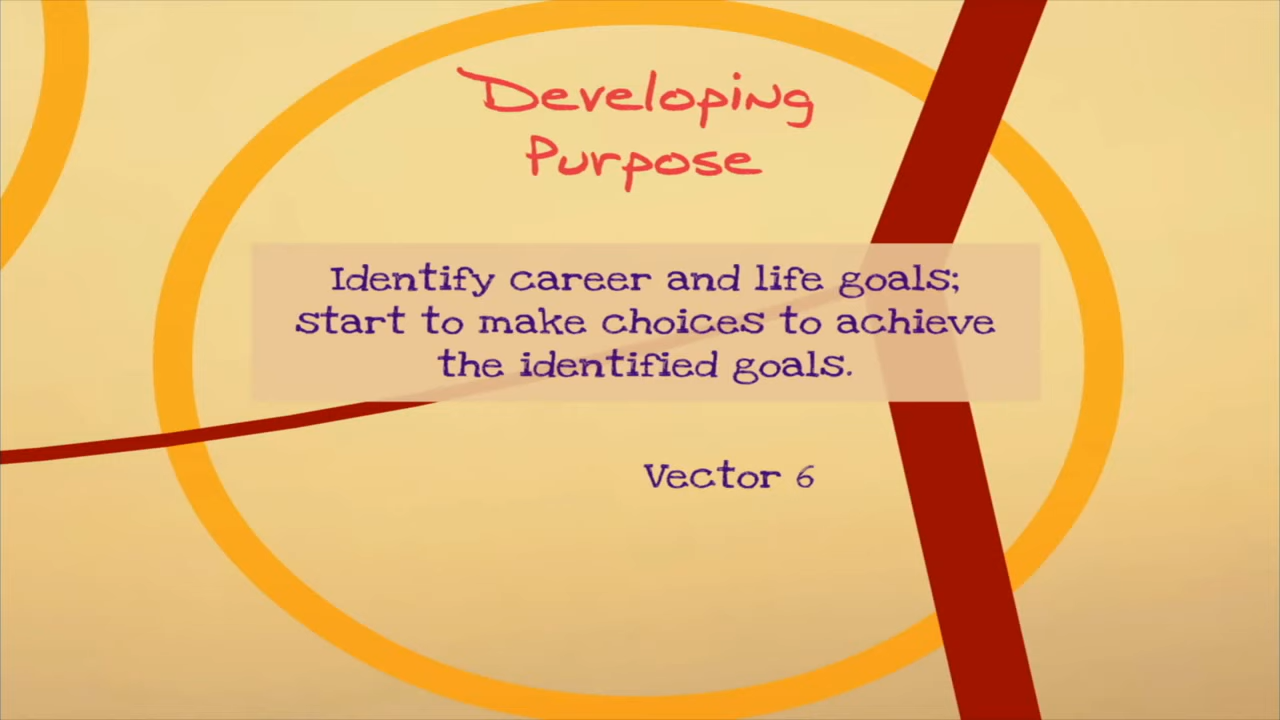 Developing
Purpose
Identify career and life goals;
start to make choices to achieve
the identified goals.
Vector 6